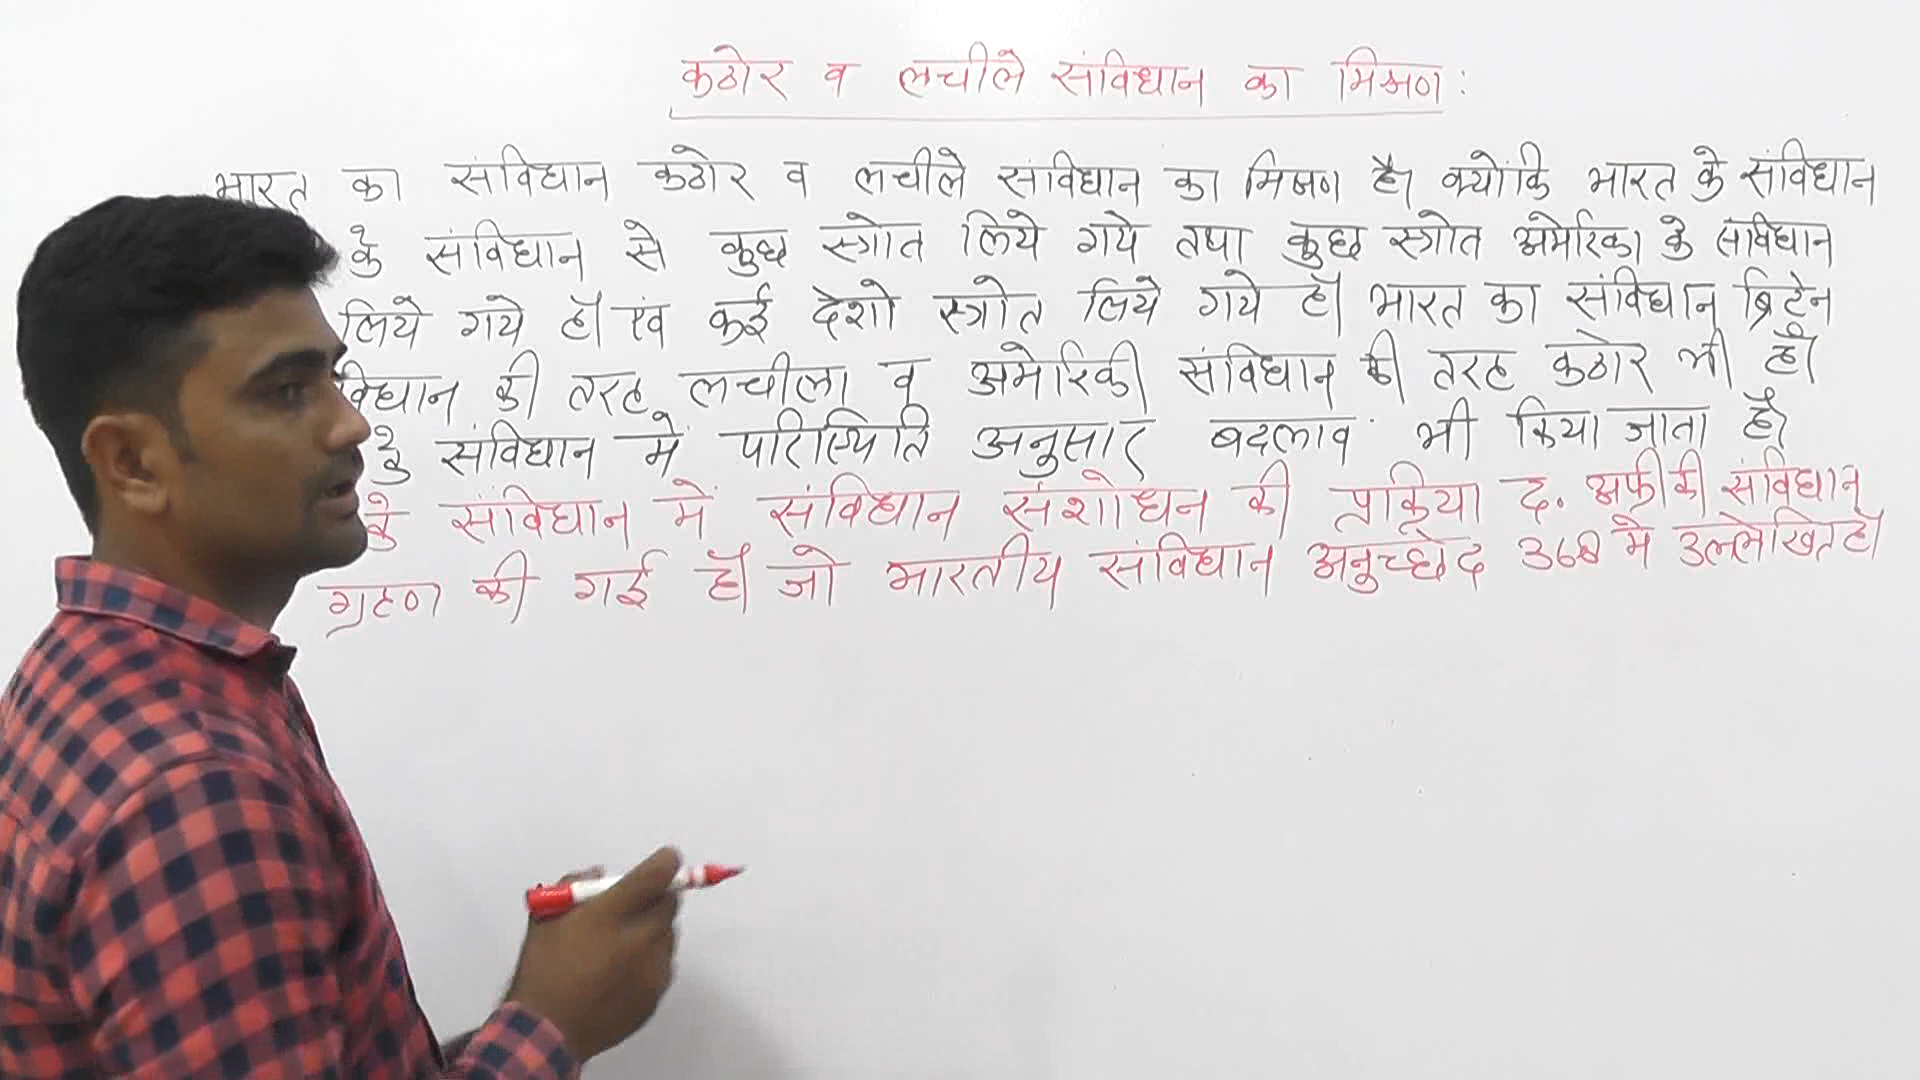 कठोर व लचीले संविधान का मिश्रण :
भारत का संविधान कठोर व लचीले संविधान का मिश्रण है। क्योंकि भारत के संविधान
के संविधान से कुछ स्त्रोत लिये गये तथा कुछ स्त्रोत अमेरिका के संविधान
लिये गये है। एंव कई देशो स्त्रोत लिये गये है। भारत का संविधान ब्रिटेन
विधान की तरह लचीला व अमेरिकी संविधान की तरह कठोर भी है।
के संविधान में परिस्थिति अनुसार बदलाव भी किया जाता है।
के संविधान में संविधान संशोधन की प्रक्रिया द. अफ्रीकी संविधान
ग्रहण की गई है। जो भारतीय संविधान अनुच्छेद 368 में उल्लेखित है।